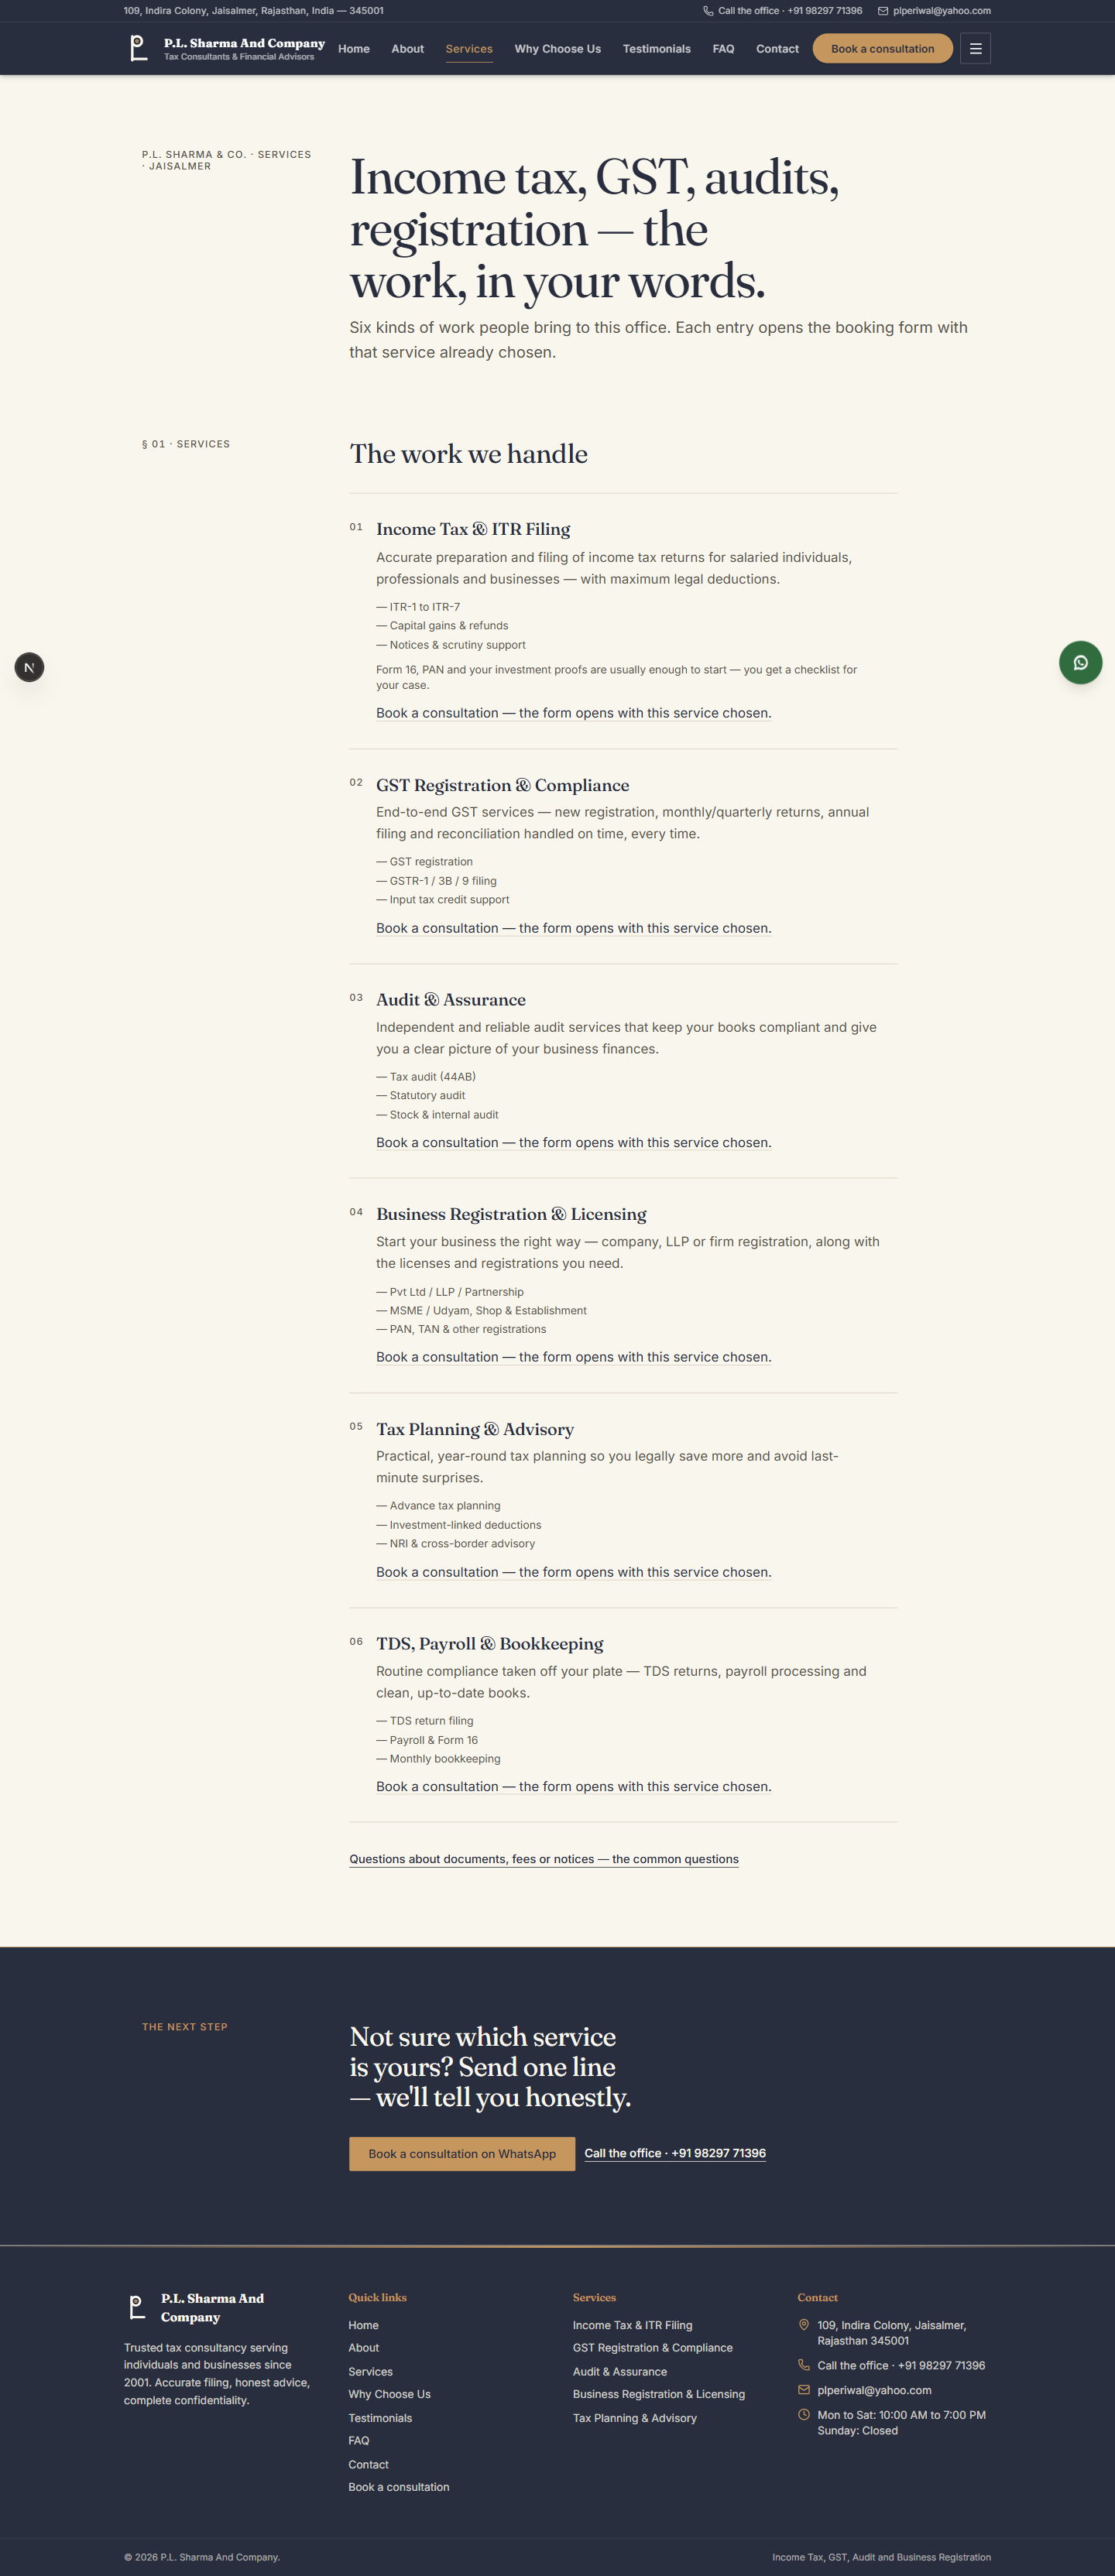 109, Indira Colony, Jaisalmer, Rajasthan, India — 345001
Call the office · +91 98297 71396
plperiwal@yahoo.com
P.L. Sharma And Company
Tax Consultants & Financial Advisors
Home
About
Services
Why Choose Us
Testimonials
FAQ
Contact
Book a consultation
P.L. SHARMA & CO. · SERVICES
· JAISALMER
Income tax, GST, audits,
registration — the
work, in your words.
Six kinds of work people bring to this office. Each entry opens the booking form with
that service already chosen.
§ 01 · SERVICES
The work we handle
01 Income Tax & ITR Filing
Accurate preparation and filing of income tax returns for salaried individuals,
professionals and businesses — with maximum legal deductions.
— ITR-1 to ITR-7
— Capital gains & refunds
— Notices & scrutiny support
Form 16, PAN and your investment proofs are usually enough to start — you get a checklist for
your case.
Book a consultation — the form opens with this service chosen.
N
02 GST Registration & Compliance
End-to-end GST services — new registration, monthly/quarterly returns, annual
filing and reconciliation handled on time, every time.
— GST registration
— GSTR-1 / 3B / 9 filing
— Input tax credit support
Book a consultation — the form opens with this service chosen.
03 Audit & Assurance
Independent and reliable audit services that keep your books compliant and give
you a clear picture of your business finances.
— Tax audit (44AB)
— Statutory audit
— Stock & internal audit
Book a consultation — the form opens with this service chosen.
04 Business Registration & Licensing
Start your business the right way — company, LLP or firm registration, along with
the licenses and registrations you need.
— Pvt Ltd / LLP / Partnership
— MSME / Udyam, Shop & Establishment
— PAN, TAN & other registrations
Book a consultation — the form opens with this service chosen.
05 Tax Planning & Advisory
Practical, year-round tax planning so you legally save more and avoid last-
minute surprises.
— Advance tax planning
— Investment-linked deductions
— NRI & cross-border advisory
Book a consultation — the form opens with this service chosen.
06 TDS, Payroll & Bookkeeping
Routine compliance taken off your plate — TDS returns, payroll processing and
clean, up-to-date books.
— TDS return filing
— Payroll & Form 16
— Monthly bookkeeping
Book a consultation — the form opens with this service chosen.
Questions about documents, fees or notices — the common questions
THE NEXT STEP
Not sure which service
is yours? Send one line
— we'll tell you honestly.
Book a consultation on WhatsApp
Call the office · +91 98297 71396
P.L. Sharma And
Company
Trusted tax consultancy serving
individuals and businesses since
2001. Accurate filing, honest advice,
complete confidentiality.
Quick links
Home
About
Services
Why Choose Us
Testimonials
FAQ
Contact
Book a consultation
Services
Income Tax & ITR Filing
GST Registration & Compliance
Audit & Assurance
Business Registration & Licensing
Tax Planning & Advisory
Contact
109, Indira Colony, Jaisalmer,
Rajasthan 345001
Call the office · +91 98297 71396
plperiwal@yahoo.com
Mon to Sat: 10:00 AM to 7:00 PM
Sunday: Closed
© 2026 P.L. Sharma And Company.
Income Tax, GST, Audit and Business Registration